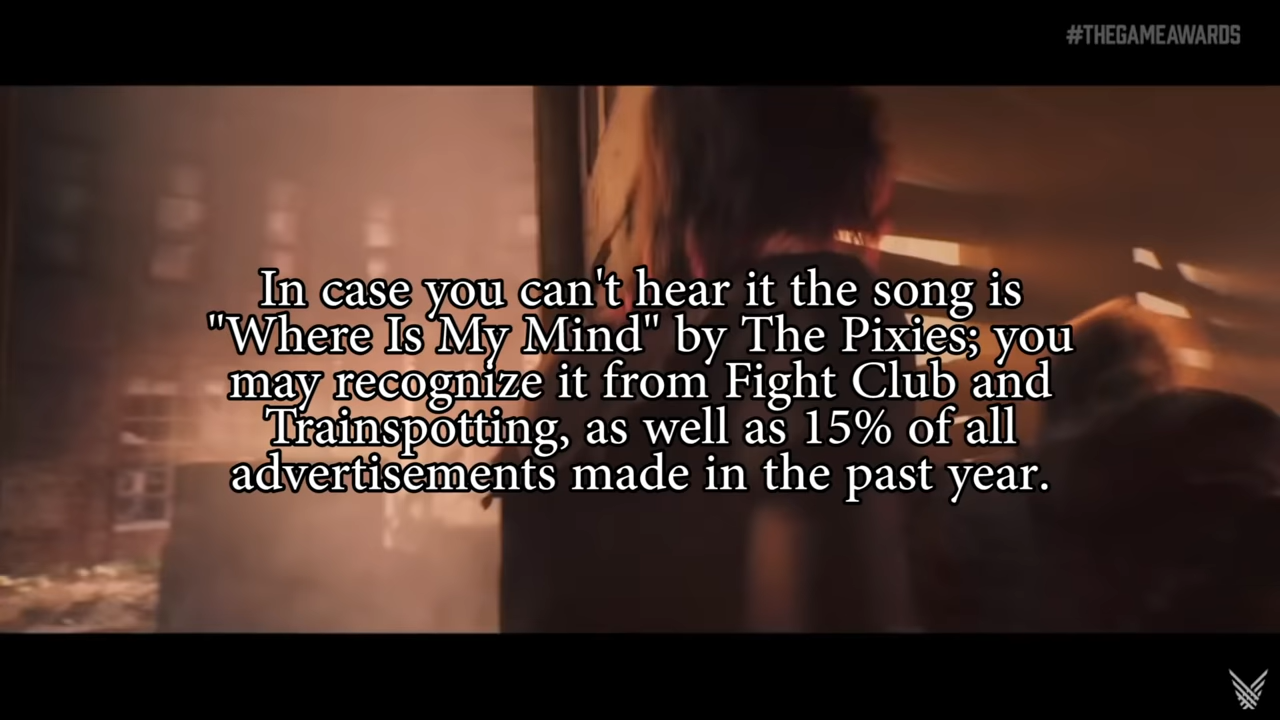 #THEGAMEAWARDS
In case you can't hear it the song is
"Where Is My Mind" by The Pixies; you
may recognize it from Fight Club and
Trainspotting, as well as 15% of all
advertisements made in the past year.